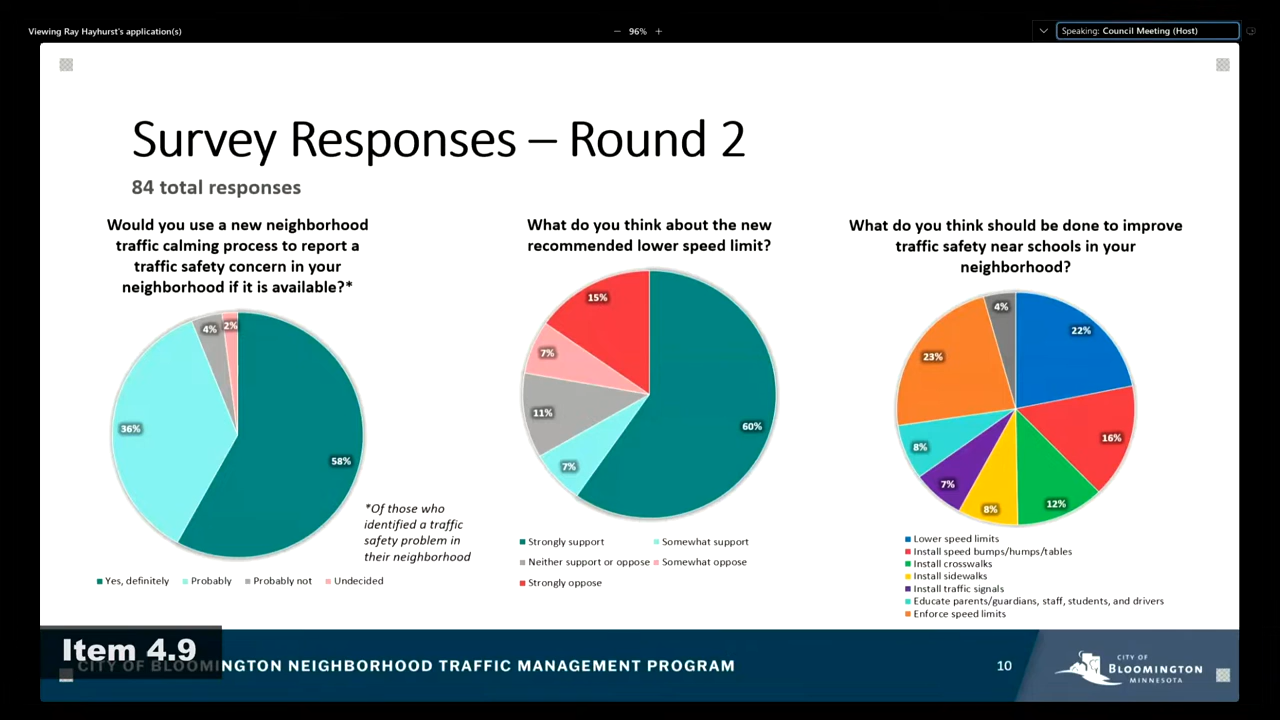 Viewing Ray Hayhurst's application(s)
− 96% +
Speaking: Council Meeting (Host)
Survey Responses – Round 2
84 total responses
Would you use a new neighborhood
traffic calming process to report a
traffic safety concern in your
neighborhood if it is available?*
58%
36%
4%
2%
*Of those who
identified a traffic
safety problem in
their neighborhood
Yes, definitely
Probably
Probably not
Undecided
What do you think about the new
recommended lower speed limit?
60%
7%
11%
7%
15%
Strongly support
Somewhat support
Neither support or oppose
Somewhat oppose
Strongly oppose
What do you think should be done to improve
traffic safety near schools in your
neighborhood?
22%
16%
12%
8%
7%
8%
23%
4%
Lower speed limits
Install speed bumps/humps/tables
Install crosswalks
Install sidewalks
Install traffic signals
Educate parents/guardians, staff, students, and drivers
Enforce speed limits
Item 4.9
CITY OF BLOOMINGTON NEIGHBORHOOD TRAFFIC MANAGEMENT PROGRAM
10
CITY OF
BLOOMINGTON
MINNESOTA